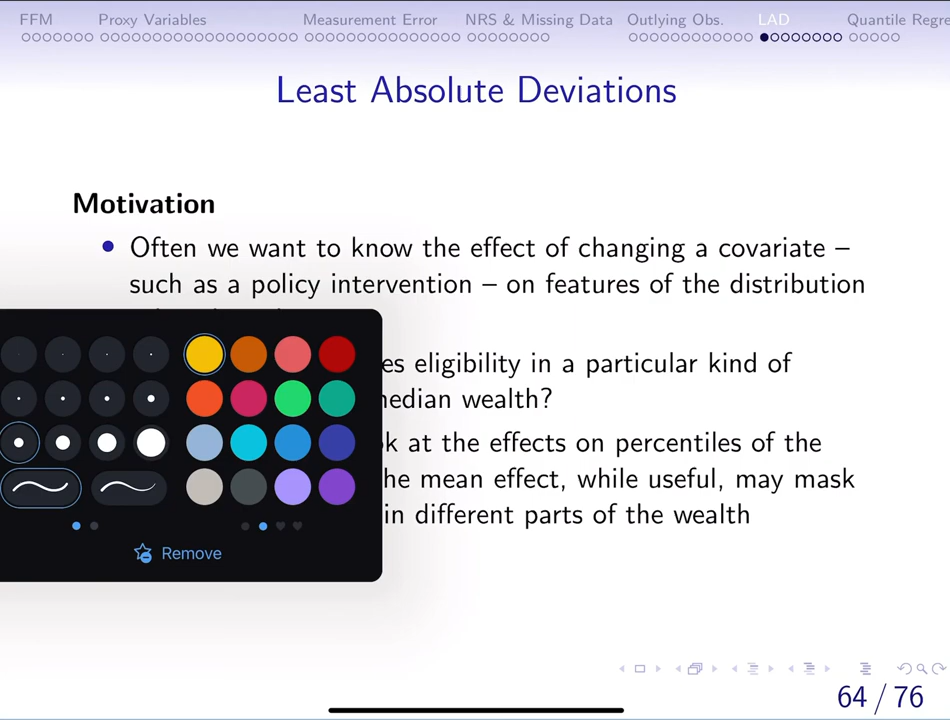 FFM Proxy Variables Measurement Error NRS & Missing Data Outlying Obs. LAD Quantile Regre
Least Absolute Deviations
Motivation
Often we want to know the effect of changing a covariate –
such as a policy intervention – on features of the distribution
es eligibility in a particular kind of
median wealth?
k at the effects on percentiles of the
he mean effect, while useful, may mask
in different parts of the wealth
Remove
64 / 76